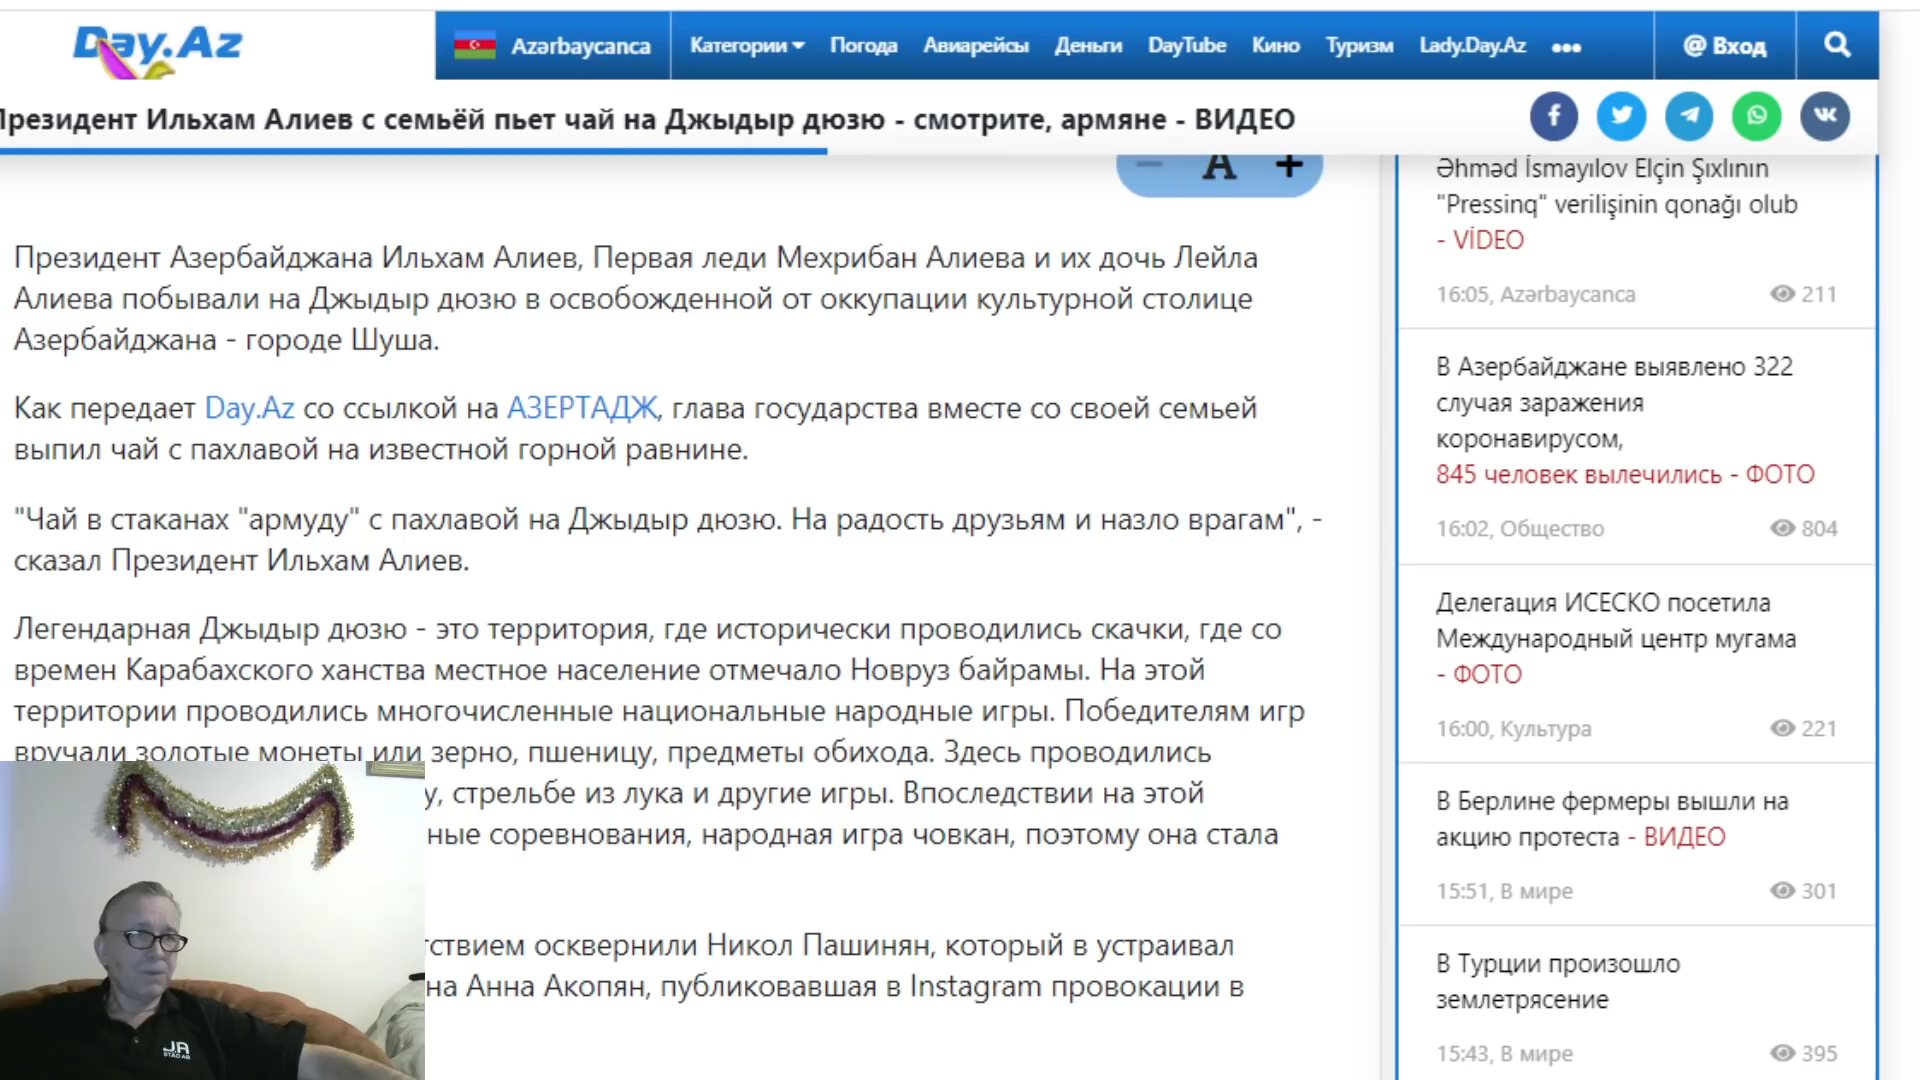 Day.Az
Azərbaycanca
Категории
Погода
Авиарейсы
Деньги
DayTube
Кино
Туризм
Lady.Day.Az
@ Вход
Президент Ильхам Алиев с семьёй пьет чай на Джыдыр дюзю - смотрите, армяне - ВИДЕО
− A +
Президент Азербайджана Ильхам Алиев, Первая леди Мехрибан Алиева и их дочь Лейла
Алиева побывали на Джыдыр дюзю в освобожденной от оккупации культурной столице
Азербайджана - городе Шуша.
Как передает Day.Az со ссылкой на АЗЕРТАДЖ, глава государства вместе со своей семьей
выпил чай с пахлавой на известной горной равнине.
"Чай в стаканах "армуду" с пахлавой на Джыдыр дюзю. На радость друзьям и назло врагам", -
сказал Президент Ильхам Алиев.
Легендарная Джыдыр дюзю - это территория, где исторически проводились скачки, где со
времен Карабахского ханства местное население отмечало Новруз байрамы. На этой
территории проводились многочисленные национальные народные игры. Победителям игр
вручали золотые монеты или зерно, пшеницу, предметы обихода. Здесь проводились
у, стрельбе из лука и другие игры. Впоследствии на этой
ные соревнования, народная игра човкан, поэтому она стала
тствием осквернили Никол Пашинян, который в устраивал
на Анна Акопян, публиковавшая в Instagram провокации в
Əhməd İsmayılov Elçin Şıxlının
"Pressinq" verilişinin qonağı olub
- VİDEO
16:05, Azərbaycanca 211
В Азербайджане выявлено 322
случая заражения
коронавирусом,
845 человек вылечились - ФОТО
16:02, Общество 804
Делегация ИСЕСКО посетила
Международный центр мугама
- ФОТО
16:00, Культура 221
В Берлине фермеры вышли на
акцию протеста - ВИДЕО
15:51, В мире 301
В Турции произошло
землетрясение
15:43, В мире 395
J.A